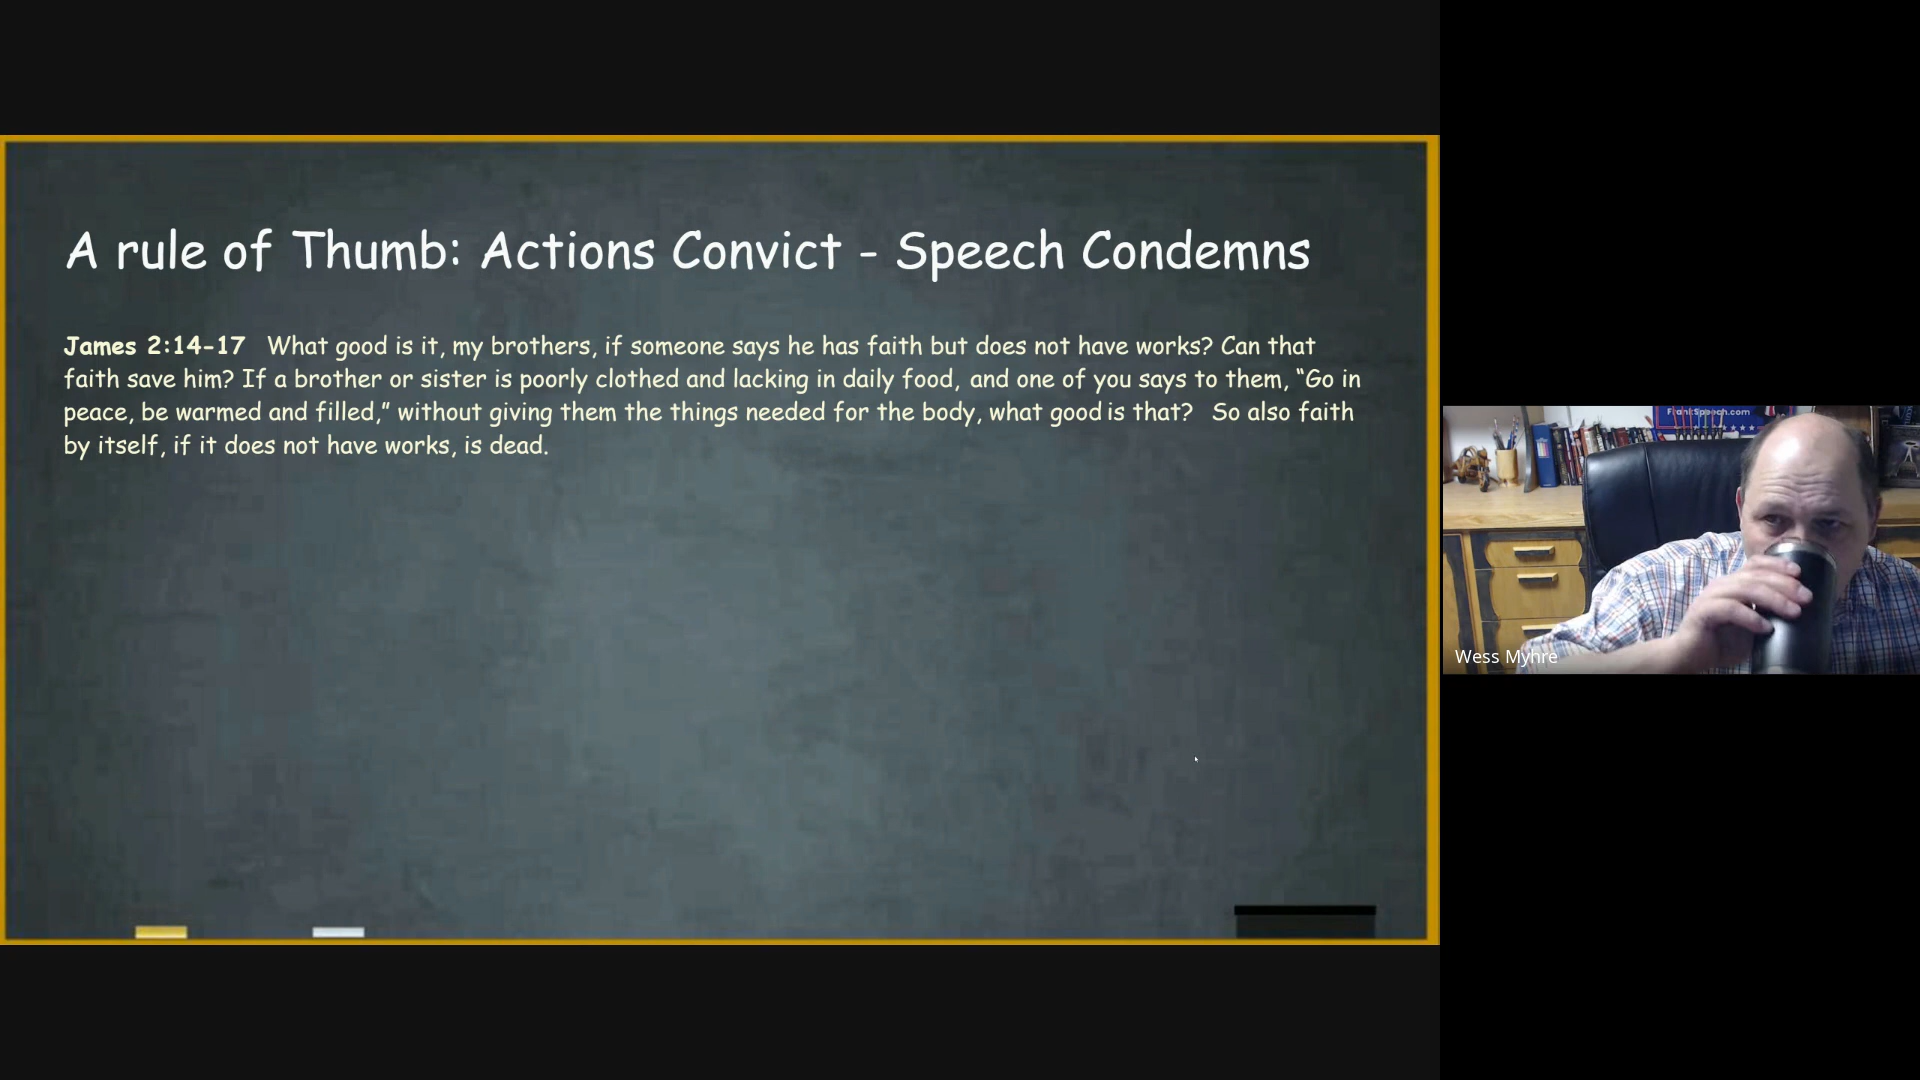 A rule of Thumb: Actions Convict - Speech Condemns
James 2:14-17 What good is it, my brothers, if someone says he has faith but does not have works? Can that
faith save him? If a brother or sister is poorly clothed and lacking in daily food, and one of you says to them, “Go in
peace, be warmed and filled,” without giving them the things needed for the body, what good is that? So also faith
by itself, if it does not have works, is dead.
FrankSpeech.com
Wess Myhre